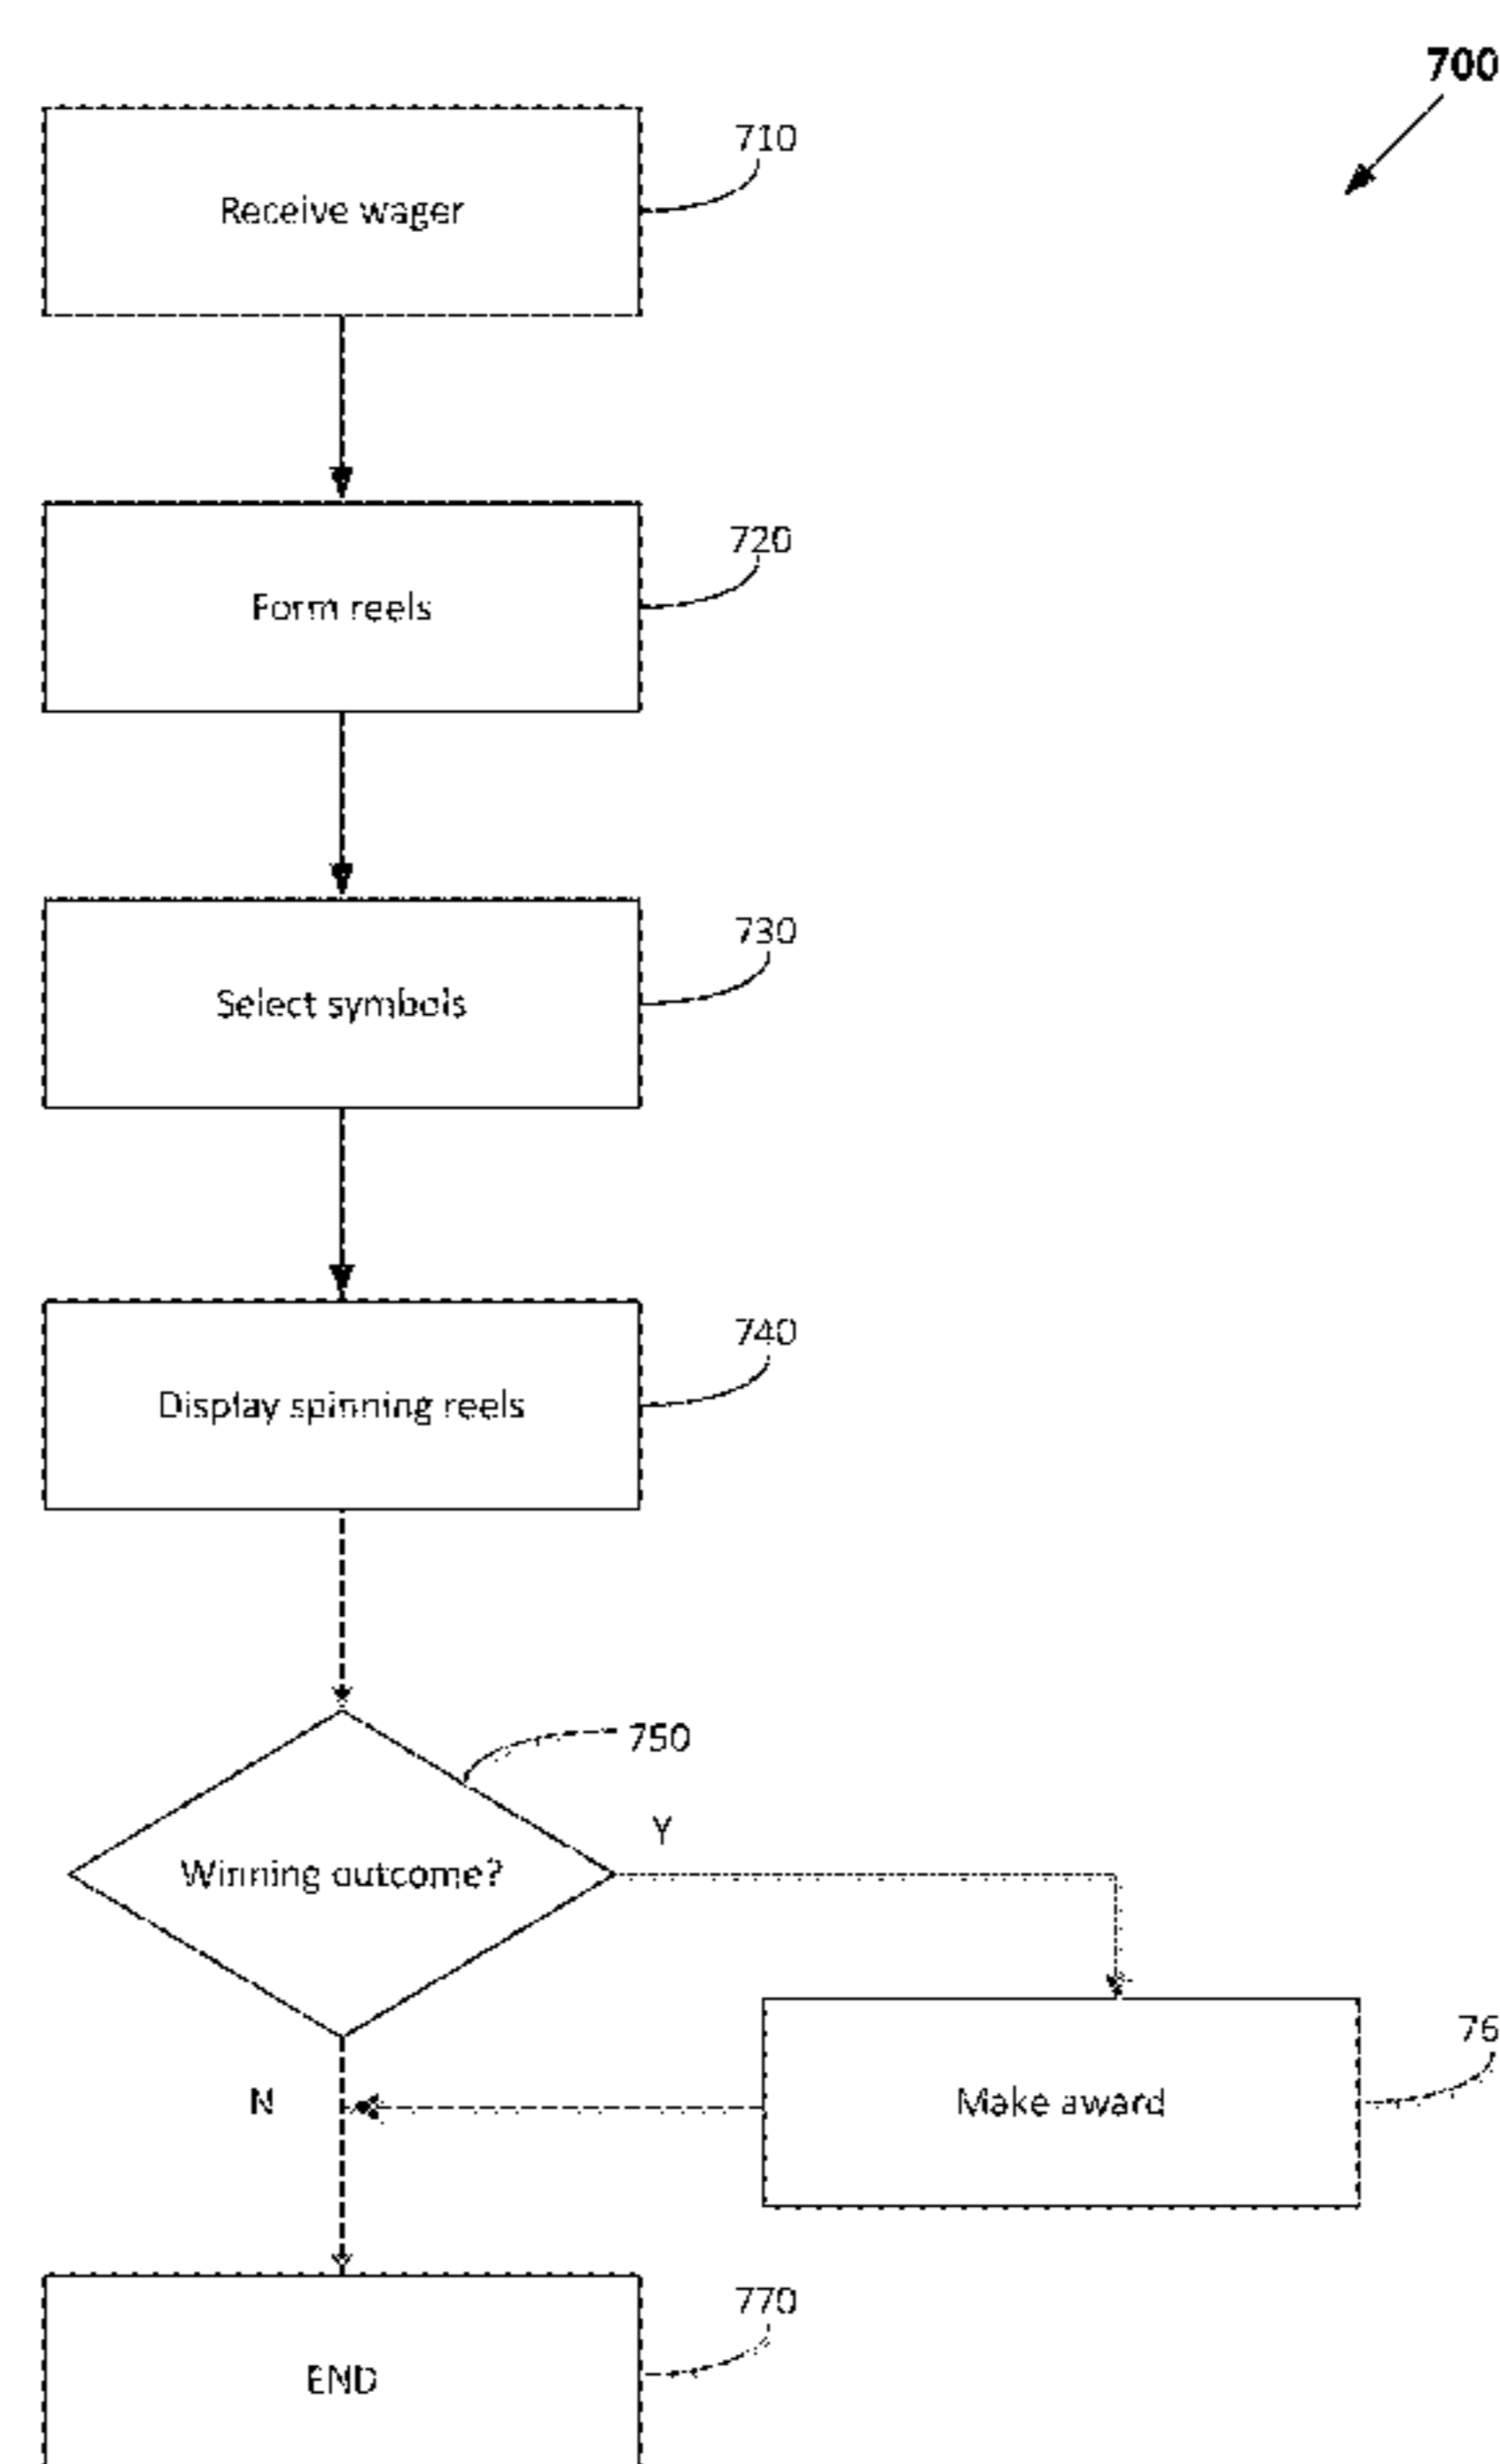 700
710
Receive wager
720
Form reels
730
Select symbols
740
Display spinning reels
750
Y
Winning outcome?
76
N
Make award
770
END